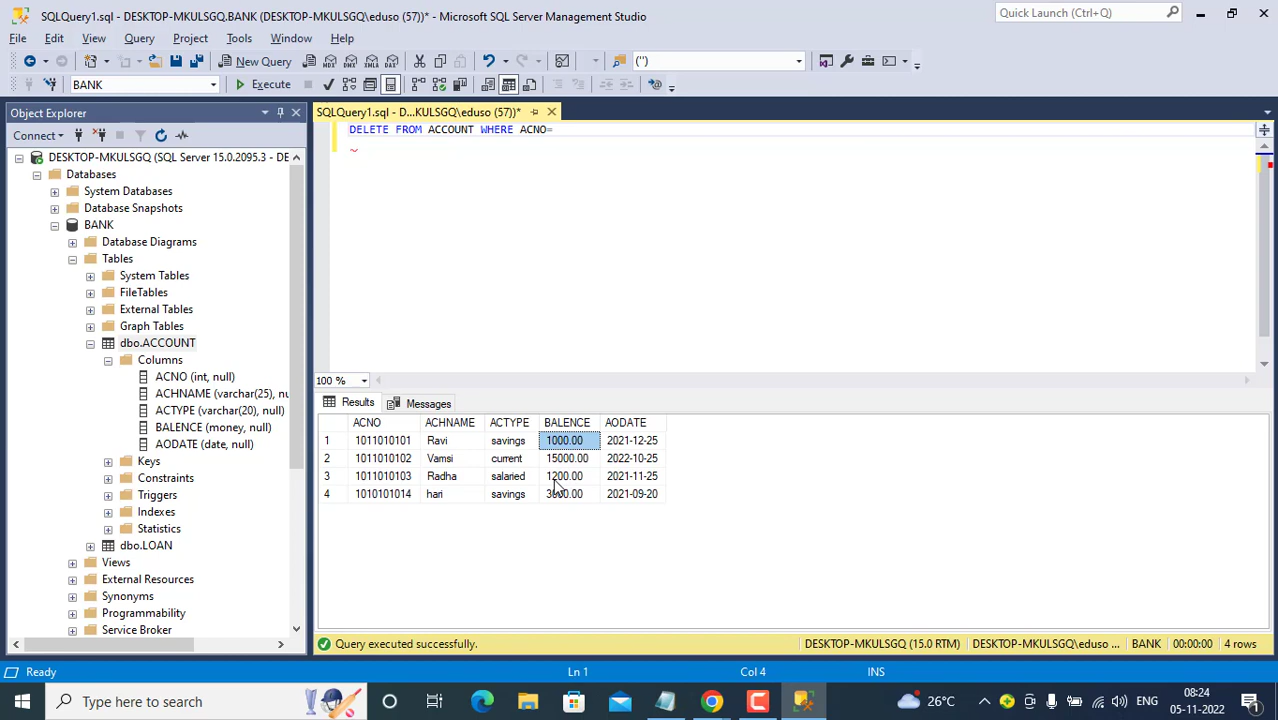 SQLQuery1.sql - DESKTOP-MKULSGQ.BANK (DESKTOP-MKULSGQ\eduso (57))* - Microsoft SQL Server Management Studio
Quick Launch (Ctrl+Q)
File Edit View Query Project Tools Window Help
New Query
MDX DMX XMLA DAX
('')
BANK
Execute
Object Explorer
SQLQuery1.sql - D...KULSGQ\eduso (57))*
Connect
DELETE FROM ACCOUNT WHERE ACNO=
DESKTOP-MKULSGQ (SQL Server 15.0.2095.3 - DE
Databases
System Databases
Database Snapshots
BANK
Database Diagrams
Tables
System Tables
FileTables
External Tables
Graph Tables
dbo.ACCOUNT
Columns
ACNO (int, null)
ACHNAME (varchar(25), nu
ACTYPE (varchar(20), null)
BALENCE (money, null)
AODATE (date, null)
Keys
Constraints
Triggers
Indexes
Statistics
dbo.LOAN
Views
External Resources
Synonyms
Programmability
Service Broker
100 %
Results Messages
ACNO ACHNAME ACTYPE BALENCE AODATE
1 1011010101 Ravi savings 1000.00 2021-12-25
2 1011010102 Vamsi current 15000.00 2022-10-25
3 1011010103 Radha salaried 1200.00 2021-11-25
4 1010101014 hari savings 2021-09-20
Query executed successfully.
DESKTOP-MKULSGQ (15.0 RTM) DESKTOP-MKULSGQ\eduso ... BANK 00:00:00 4 rows
Ready Ln 1 Col 4 INS
Type here to search
26°C
ENG
08:24
05-11-2022
1